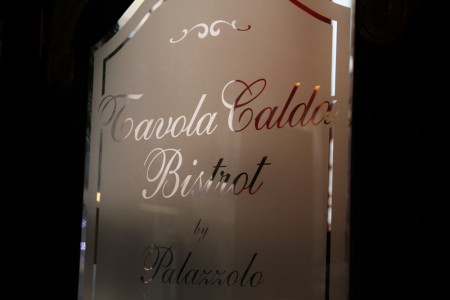 Tavola Calda
Bistrot
by
Palazzolo